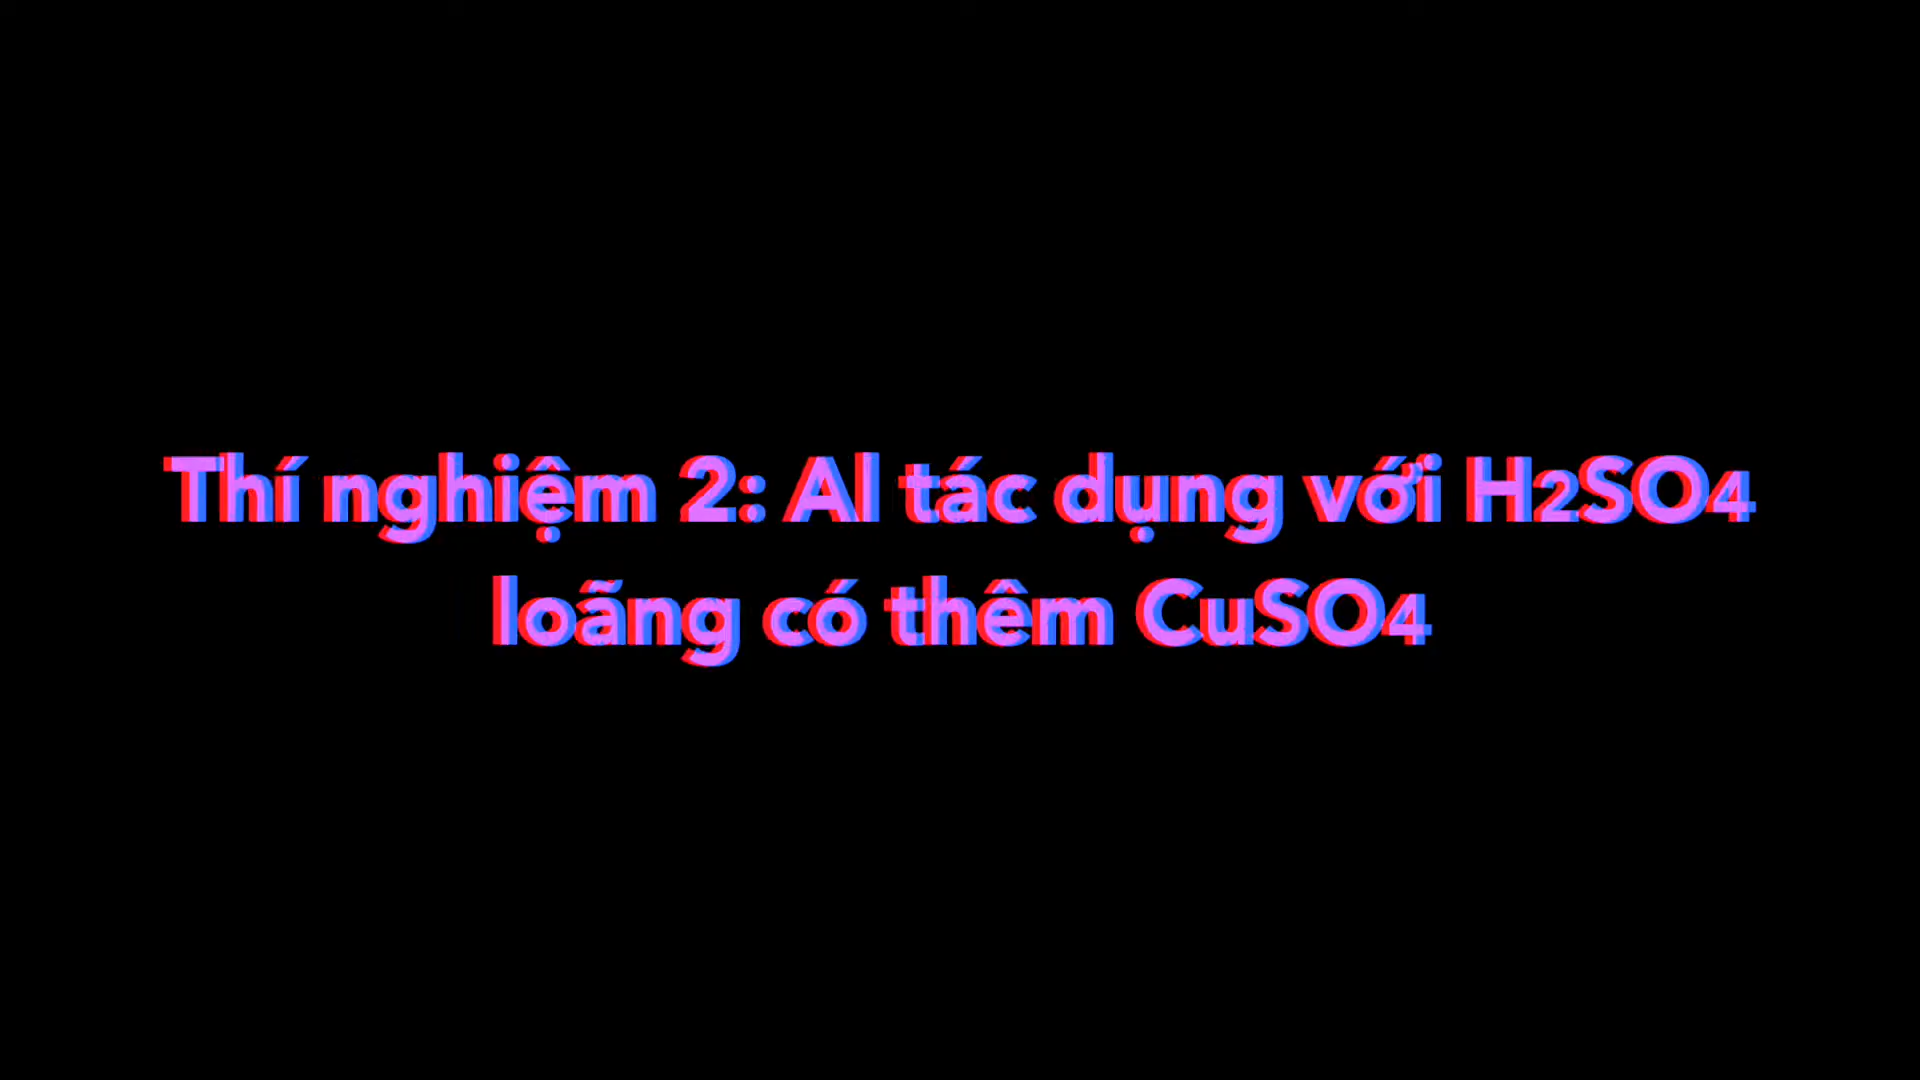 Thí nghiệm 2: Al tác dụng với H2SO4
loãng có thêm CuSO4